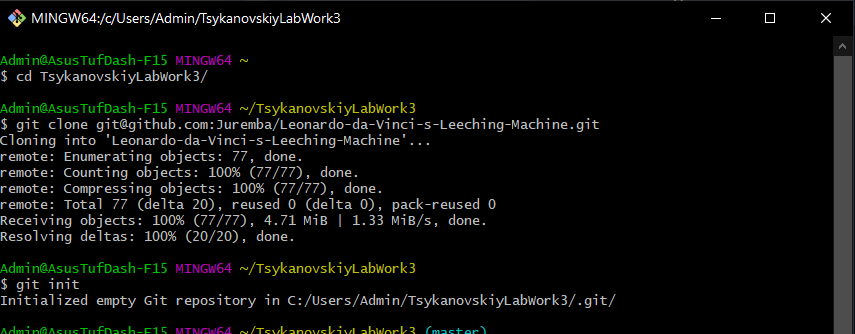 MINGW64:/c/Users/Admin/TsykanovskiyLabWork3
Admin@AsusTufDash-F15 MINGW64 ~
$ cd TsykanovskiyLabWork3/
Admin@AsusTufDash-F15 MINGW64 ~/TsykanovskiyLabWork3
$ git clone git@github.com:Juremba/Leonardo-da-Vinci-s-Leeching-Machine.git
Cloning into 'Leonardo-da-Vinci-s-Leeching-Machine'...
remote: Enumerating objects: 77, done.
remote: Counting objects: 100% (77/77), done.
remote: Compressing objects: 100% (77/77), done.
remote: Total 77 (delta 20), reused 0 (delta 0), pack-reused 0
Receiving objects: 100% (77/77), 4.71 MiB | 1.33 MiB/s, done.
Resolving deltas: 100% (20/20), done.
Admin@AsusTufDash-F15 MINGW64 ~/TsykanovskiyLabWork3
$ git init
Initialized empty Git repository in C:/Users/Admin/TsykanovskiyLabWork3/.git/
Admin@AsusTufDash-F15 MINGW64 ~/TsykanovskiyLabWork3 (master)